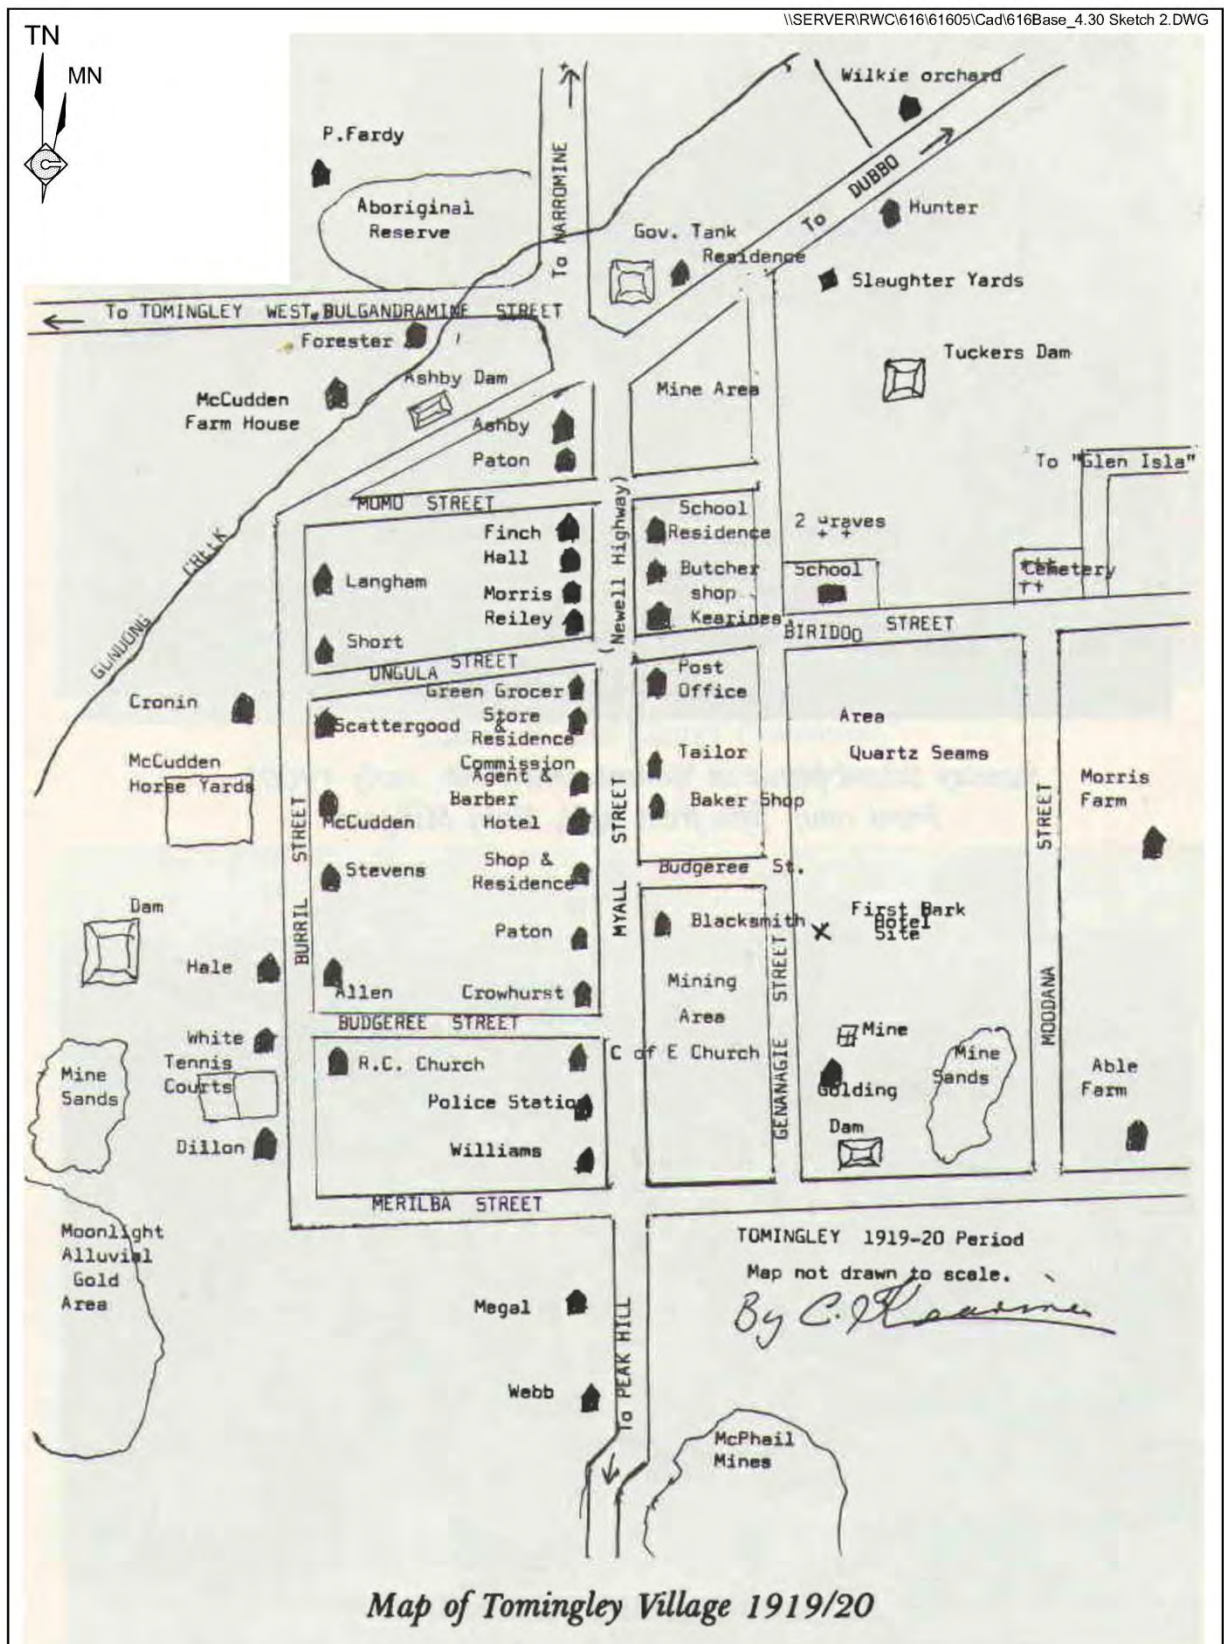 \\SERVER\RWC\616\61605\Cad\616Base_4.30 Sketch 2.DWG
TN
MN
Wilkie orchard
P.Fardy
To NARROMINE
To DUBBO
Aboriginal
Reserve
Hunter
Gov. Tank
Residence
Slaughter Yards
To TOMINGLEY WEST.BULGANDRAMINE STREET
Forester
Tuckers Dam
Ashby Dam
Mine Area
McCudden
Farm House
Ashby
Paton
To "Glen Isla"
MOMO STREET
(Newell Highway)
School
Residence
2 Graves
Finch
Hall
GUNDONG CREEK
Langham
Butcher
shop
School
Cemetery
Morris
Reiley
Kearines.
BIRIDOO STREET
Short
UNGULA STREET
Post
Office
Green Grocer
Cronin
Scattergood
Store &
Residence
Area
Quartz Seams
McCudden
Horse Yards
Commission
Agent &
Barber
Tailor
Morris
Farm
Baker Shop
McCudden
Hotel
BURRIL STREET
MYALL STREET
MOODANA STREET
Stevens
Shop &
Residence
Budgeree St.
Dam
Paton
Blacksmith
First Bark
Hotel
Site
Hale
GENANAGIE STREET
Allen
Crowhurst
Mining
Area
BUDGEREE STREET
White
Mine
Tennis
Courts
R.C. Church
C of E Church
Mine
Sands
Mine
Sands
Golding
Able
Farm
Police Station
Dam
Dillon
Williams
MERILBA STREET
Moonlight
Alluvial
Gold
Area
TOMINGLEY 1919-20 Period
Map not drawn to scale.
By C. Kearines
Megal
To PEAK HILL
Webb
McPhail
Mines
Map of Tomingley Village 1919/20